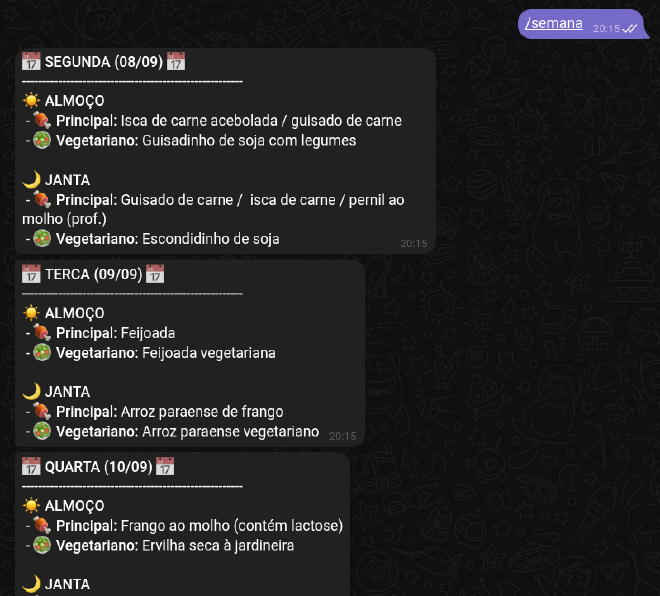 /semana
20:15
SEGUNDA (08/09)
------------------------------------------------------
ALMOÇO
- Principal: Isca de carne acebolada / guisado de carne
- Vegetariano: Guisadinho de soja com legumes
JANTA
- Principal: Guisado de carne /  isca de carne / pernil ao
molho (prof.)
- Vegetariano: Escondidinho de soja
20:15
TERCA (09/09)
------------------------------------------------------
ALMOÇO
- Principal: Feijoada
- Vegetariano: Feijoada vegetariana
JANTA
- Principal: Arroz paraense de frango
- Vegetariano: Arroz paraense vegetariano
20:15
QUARTA (10/09)
------------------------------------------------------
ALMOÇO
- Principal: Frango ao molho (contém lactose)
- Vegetariano: Ervilha seca à jardineira
JANTA